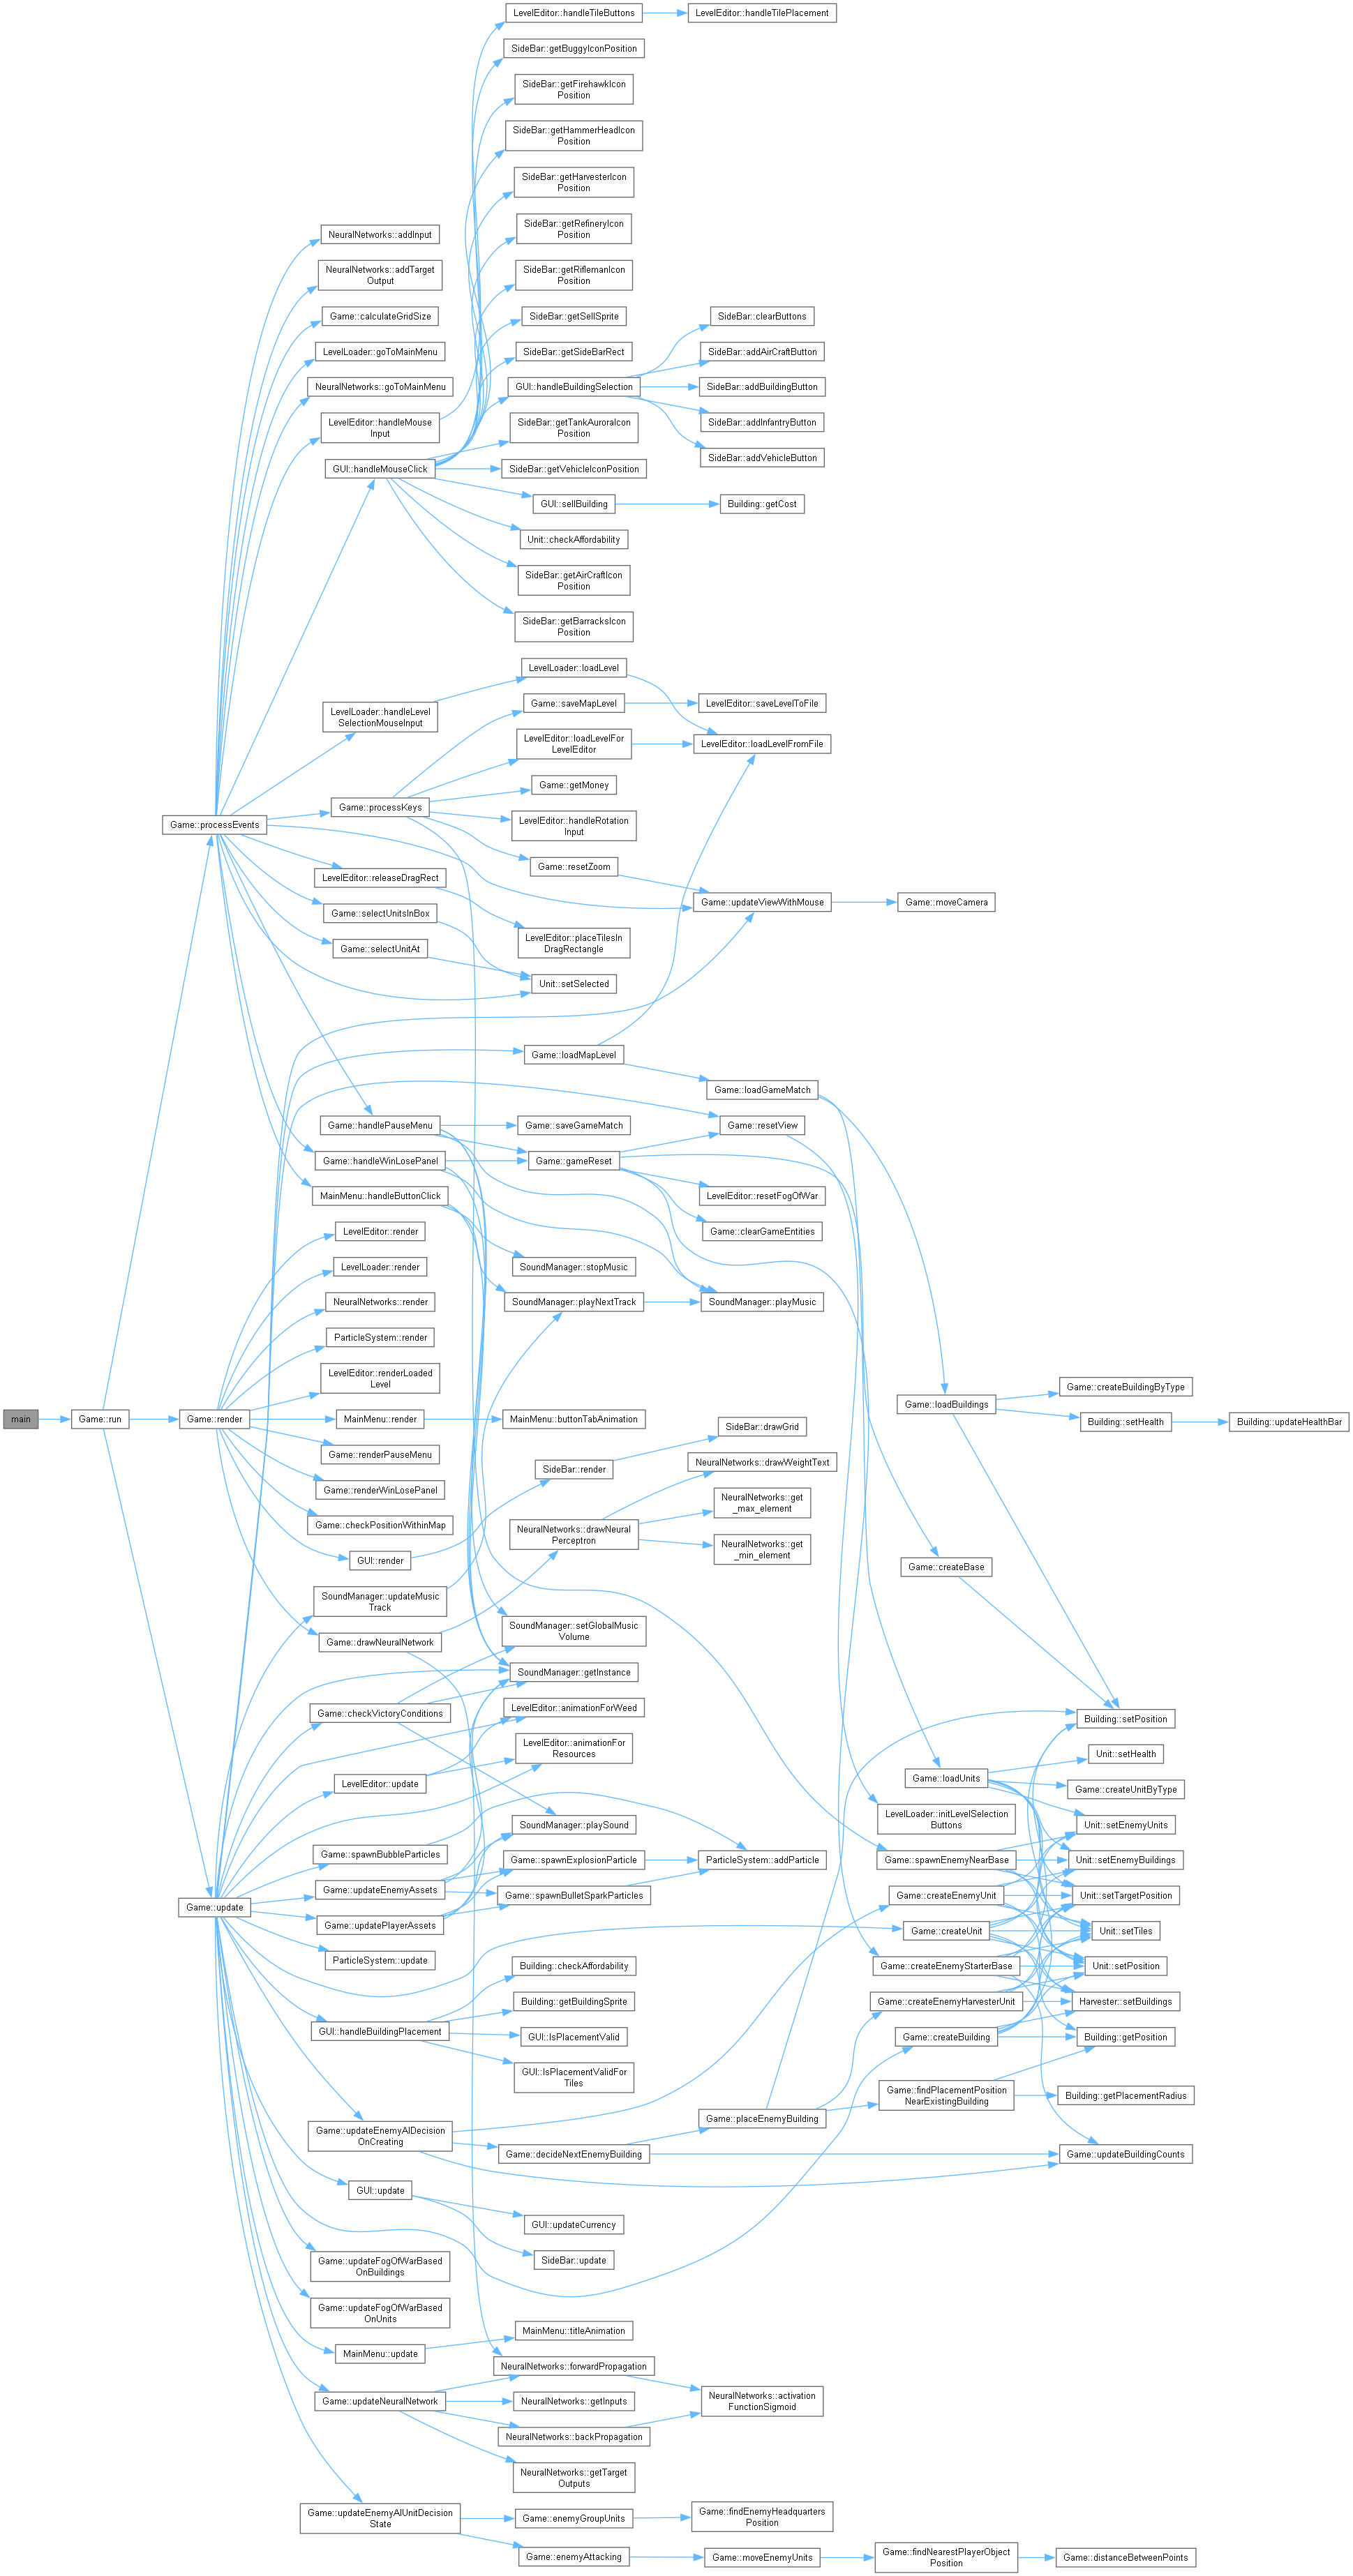 main
Game::run
Game::processEvents
NeuralNetworks::addInput
NeuralNetworks::addTarget
Output
Game::calculateGridSize
LevelLoader::goToMainMenu
NeuralNetworks::goToMainMenu
LevelEditor::handleMouse
Input
LevelEditor::handleTileButtons
LevelEditor::handleTilePlacement
GUI::handleMouseClick
SideBar::getBuggyIconPosition
SideBar::getFirehawkIcon
Position
SideBar::getHammerHeadIcon
Position
SideBar::getHarvesterIcon
Position
SideBar::getRefineryIcon
Position
SideBar::getRiflemanIcon
Position
SideBar::getSellSprite
SideBar::getSideBarRect
GUI::handleBuildingSelection
SideBar::clearButtons
SideBar::addAirCraftButton
SideBar::addBuildingButton
SideBar::addInfantryButton
SideBar::addVehicleButton
SideBar::getTankAuroraIcon
Position
SideBar::getVehicleIconPosition
GUI::sellBuilding
Building::getCost
Unit::checkAffordability
SideBar::getAirCraftIcon
Position
SideBar::getBarracksIcon
Position
LevelLoader::handleLevel
SelectionMouseInput
LevelLoader::loadLevel
Game::processKeys
Game::saveMapLevel
LevelEditor::saveLevelToFile
LevelEditor::loadLevelFor
LevelEditor
LevelEditor::loadLevelFromFile
Game::getMoney
LevelEditor::handleRotation
Input
Game::resetZoom
LevelEditor::releaseDragRect
Game::updateViewWithMouse
Game::moveCamera
Game::selectUnitsInBox
LevelEditor::placeTilesIn
DragRectangle
Game::selectUnitAt
Unit::setSelected
Game::loadMapLevel
Game::loadGameMatch
Game::handlePauseMenu
Game::saveGameMatch
Game::resetView
Game::handleWinLosePanel
Game::gameReset
MainMenu::handleButtonClick
LevelEditor::resetFogOfWar
Game::clearGameEntities
SoundManager::stopMusic
SoundManager::playNextTrack
SoundManager::playMusic
Game::render
LevelEditor::render
LevelLoader::render
NeuralNetworks::render
ParticleSystem::render
LevelEditor::renderLoaded
Level
MainMenu::render
MainMenu::buttonTabAnimation
Game::renderPauseMenu
Game::renderWinLosePanel
Game::checkPositionWithinMap
GUI::render
SideBar::render
SideBar::drawGrid
NeuralNetworks::drawNeural
Perceptron
NeuralNetworks::drawWeightText
NeuralNetworks::get
_max_element
NeuralNetworks::get
_min_element
Game::loadBuildings
Game::createBuildingByType
Building::setHealth
Building::updateHealthBar
Game::createBase
SoundManager::updateMusic
Track
Game::drawNeuralNetwork
SoundManager::setGlobalMusic
Volume
SoundManager::getInstance
Game::checkVictoryConditions
LevelEditor::animationForWeed
Building::setPosition
LevelEditor::update
LevelEditor::animationFor
Resources
Game::loadUnits
Unit::setHealth
Game::createUnitByType
LevelLoader::initLevelSelection
Buttons
SoundManager::playSound
Unit::setEnemyUnits
Game::spawnBubbleParticles
Game::spawnExplosionParticle
ParticleSystem::addParticle
Game::spawnEnemyNearBase
Unit::setEnemyBuildings
Game::updateEnemyAssets
Game::spawnBulletSparkParticles
Game::createEnemyUnit
Unit::setTargetPosition
Game::update
Game::updatePlayerAssets
Game::createUnit
Unit::setTiles
ParticleSystem::update
Building::checkAffordability
Game::createEnemyStarterBase
Unit::setPosition
Building::getBuildingSprite
Game::createEnemyHarvesterUnit
Harvester::setBuildings
GUI::handleBuildingPlacement
GUI::IsPlacementValid
Game::createBuilding
Building::getPosition
GUI::IsPlacementValidFor
Tiles
Game::findPlacementPosition
NearExistingBuilding
Building::getPlacementRadius
Game::updateEnemyAIDecision
OnCreating
Game::placeEnemyBuilding
Game::decideNextEnemyBuilding
Game::updateBuildingCounts
GUI::update
GUI::updateCurrency
SideBar::update
Game::updateFogOfWarBased
OnBuildings
Game::updateFogOfWarBased
OnUnits
MainMenu::update
MainMenu::titleAnimation
NeuralNetworks::forwardPropagation
Game::updateNeuralNetwork
NeuralNetworks::getInputs
NeuralNetworks::activation
FunctionSigmoid
NeuralNetworks::backPropagation
NeuralNetworks::getTarget
Outputs
Game::updateEnemyAIUnitDecision
State
Game::enemyGroupUnits
Game::findEnemyHeadquarters
Position
Game::enemyAttacking
Game::moveEnemyUnits
Game::findNearestPlayerObject
Position
Game::distanceBetweenPoints